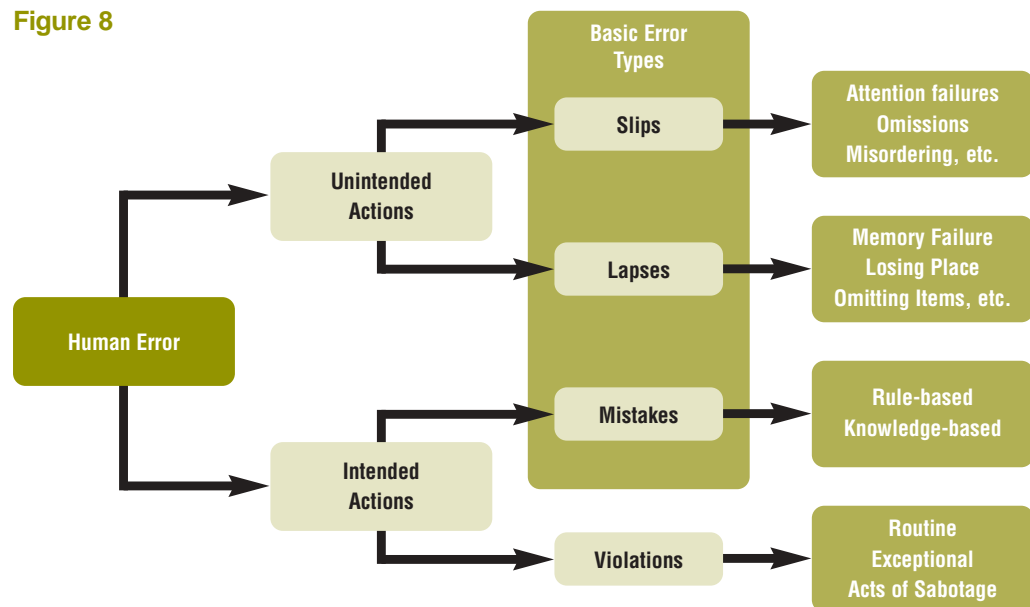 Figure 8
Basic Error
Types
Human Error
Unintended
Actions
Slips
Attention failures
Omissions
Misordering, etc.
Lapses
Memory Failure
Losing Place
Omitting Items, etc.
Intended
Actions
Mistakes
Rule-based
Knowledge-based
Violations
Routine
Exceptional
Acts of Sabotage